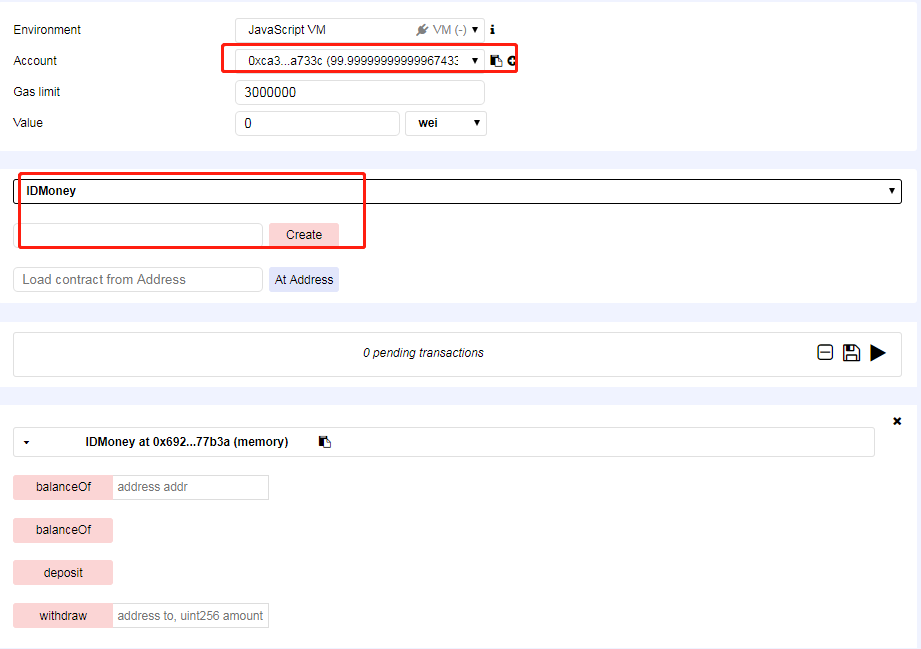 Environment JavaScript VM VM (-) i
Account 0xca3...a733c (99.99999999999967433
Gas limit 3000000
Value 0 wei
IDMoney
Create
Load contract from Address At Address
0 pending transactions
IDMoney at 0x692...77b3a (memory)
balanceOf address addr
balanceOf
deposit
withdraw address to, uint256 amount